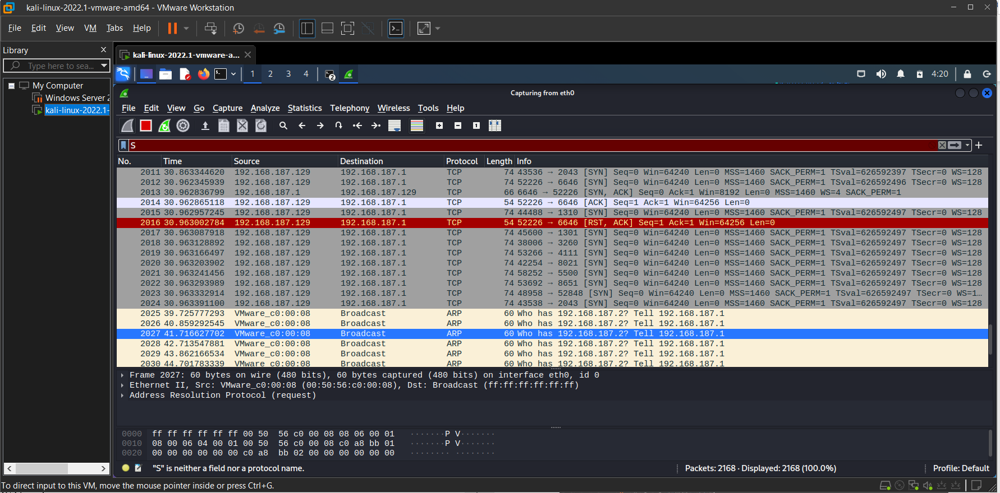 kali-linux-2022.1-vmware-amd64 - VMware Workstation
File Edit View VM Tabs Help
Library
Type here to sea...
My Computer
Windows Server 2
kali-linux-2022.1-
kali-linux-2022.1-vmware-a...
1 2 3 4 2 4:20
Capturing from eth0
File Edit View Go Capture Analyze Statistics Telephony Wireless Tools Help
S
No. Time Source Destination Protocol Length Info
2011 30.863344620 192.168.187.129 192.168.187.1 TCP 74 43536 → 2043 [SYN] Seq=0 Win=64240 Len=0 MSS=1460 SACK_PERM=1 TSval=626592397 TSecr=0 WS=128
2012 30.962345939 192.168.187.129 192.168.187.1 TCP 74 52226 → 6646 [SYN] Seq=0 Win=64240 Len=0 MSS=1460 SACK_PERM=1 TSval=626592496 TSecr=0 WS=128
2013 30.962836799 192.168.187.1 192.168.187.129 TCP 66 6646 → 52226 [SYN, ACK] Seq=0 Ack=1 Win=8192 Len=0 MSS=1460 WS=4 SACK_PERM=1
2014 30.962865118 192.168.187.129 192.168.187.1 TCP 54 52226 → 6646 [ACK] Seq=1 Ack=1 Win=64256 Len=0
2015 30.962957245 192.168.187.129 192.168.187.1 TCP 74 44488 → 1310 [SYN] Seq=0 Win=64240 Len=0 MSS=1460 SACK_PERM=1 TSval=626592497 TSecr=0 WS=128
2016 30.963002784 192.168.187.129 192.168.187.1 TCP 54 52226 → 6646 [RST, ACK] Seq=1 Ack=1 Win=64256 Len=0
2017 30.963087918 192.168.187.129 192.168.187.1 TCP 74 45600 → 1301 [SYN] Seq=0 Win=64240 Len=0 MSS=1460 SACK_PERM=1 TSval=626592497 TSecr=0 WS=128
2018 30.963128892 192.168.187.129 192.168.187.1 TCP 74 38006 → 3260 [SYN] Seq=0 Win=64240 Len=0 MSS=1460 SACK_PERM=1 TSval=626592497 TSecr=0 WS=128
2019 30.963166497 192.168.187.129 192.168.187.1 TCP 74 53266 → 4111 [SYN] Seq=0 Win=64240 Len=0 MSS=1460 SACK_PERM=1 TSval=626592497 TSecr=0 WS=128
2020 30.963203902 192.168.187.129 192.168.187.1 TCP 74 42254 → 8021 [SYN] Seq=0 Win=64240 Len=0 MSS=1460 SACK_PERM=1 TSval=626592497 TSecr=0 WS=128
2021 30.963241456 192.168.187.129 192.168.187.1 TCP 74 58252 → 5500 [SYN] Seq=0 Win=64240 Len=0 MSS=1460 SACK_PERM=1 TSval=626592497 TSecr=0 WS=128
2022 30.963293989 192.168.187.129 192.168.187.1 TCP 74 53692 → 8651 [SYN] Seq=0 Win=64240 Len=0 MSS=1460 SACK_PERM=1 TSval=626592497 TSecr=0 WS=128
2023 30.963332914 192.168.187.129 192.168.187.1 TCP 74 48958 → 52848 [SYN] Seq=0 Win=64240 Len=0 MSS=1460 SACK_PERM=1 TSval=626592497 TSecr=0 WS=1...
2024 30.963391100 192.168.187.129 192.168.187.1 TCP 74 43538 → 2043 [SYN] Seq=0 Win=64240 Len=0 MSS=1460 SACK_PERM=1 TSval=626592497 TSecr=0 WS=128
2025 39.725777293 VMware_c0:00:08 Broadcast ARP 60 Who has 192.168.187.2? Tell 192.168.187.1
2026 40.859292545 VMware_c0:00:08 Broadcast ARP 60 Who has 192.168.187.2? Tell 192.168.187.1
2027 41.716627702 VMware_c0:00:08 Broadcast ARP 60 Who has 192.168.187.2? Tell 192.168.187.1
2028 42.713547881 VMware_c0:00:08 Broadcast ARP 60 Who has 192.168.187.2? Tell 192.168.187.1
2029 43.862166534 VMware_c0:00:08 Broadcast ARP 60 Who has 192.168.187.2? Tell 192.168.187.1
2030 44.701783339 VMware_c0:00:08 Broadcast ARP 60 Who has 192.168.187.2? Tell 192.168.187.1
Frame 2027: 60 bytes on wire (480 bits), 60 bytes captured (480 bits) on interface eth0, id 0
Ethernet II, Src: VMware_c0:00:08 (00:50:56:c0:00:08), Dst: Broadcast (ff:ff:ff:ff:ff:ff)
Address Resolution Protocol (request)
0000 ff ff ff ff ff ff 00 50 56 c0 00 08 08 06 00 01 ·······P V·······
0010 08 00 06 04 00 01 00 50 56 c0 00 08 c0 a8 bb 01 ·······P V·······
0020 00 00 00 00 00 00 c0 a8 bb 02 00 00 00 00 00 00 ········ ········
"S" is neither a field nor a protocol name. Packets: 2168 · Displayed: 2168 (100.0%) Profile: Default
To direct input to this VM, move the mouse pointer inside or press Ctrl+G.